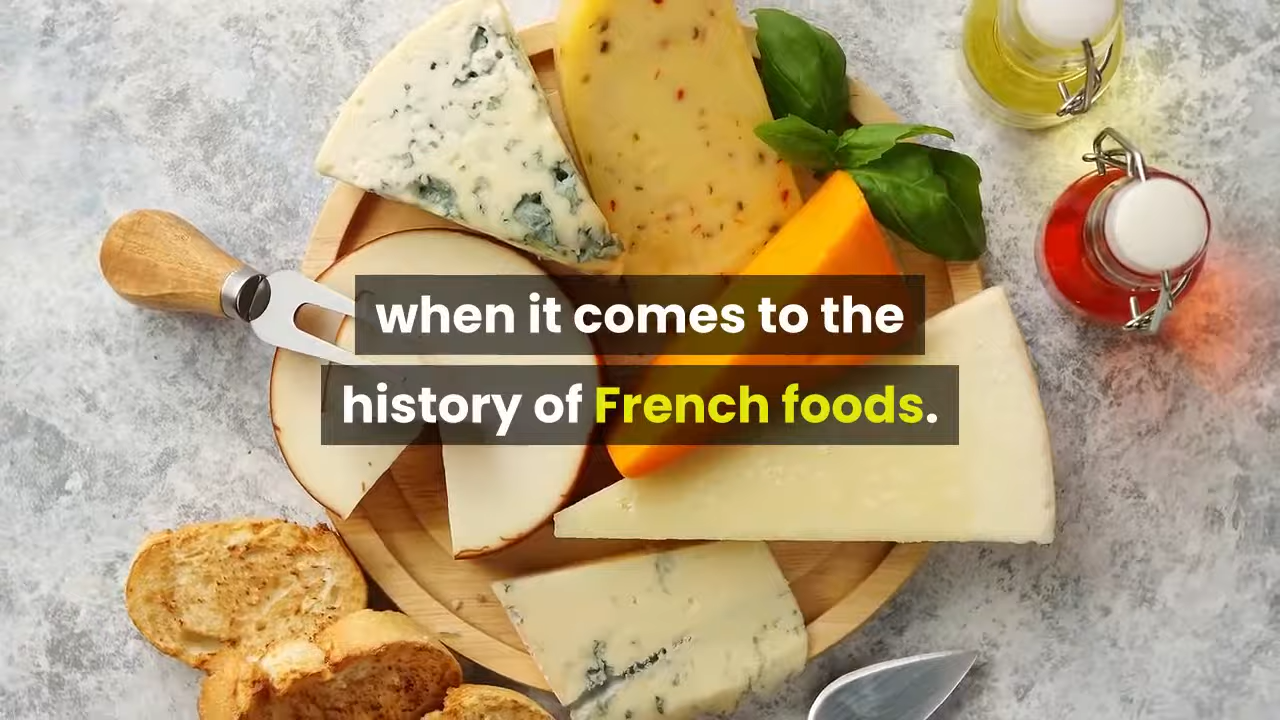 when it comes to the
history of French foods.